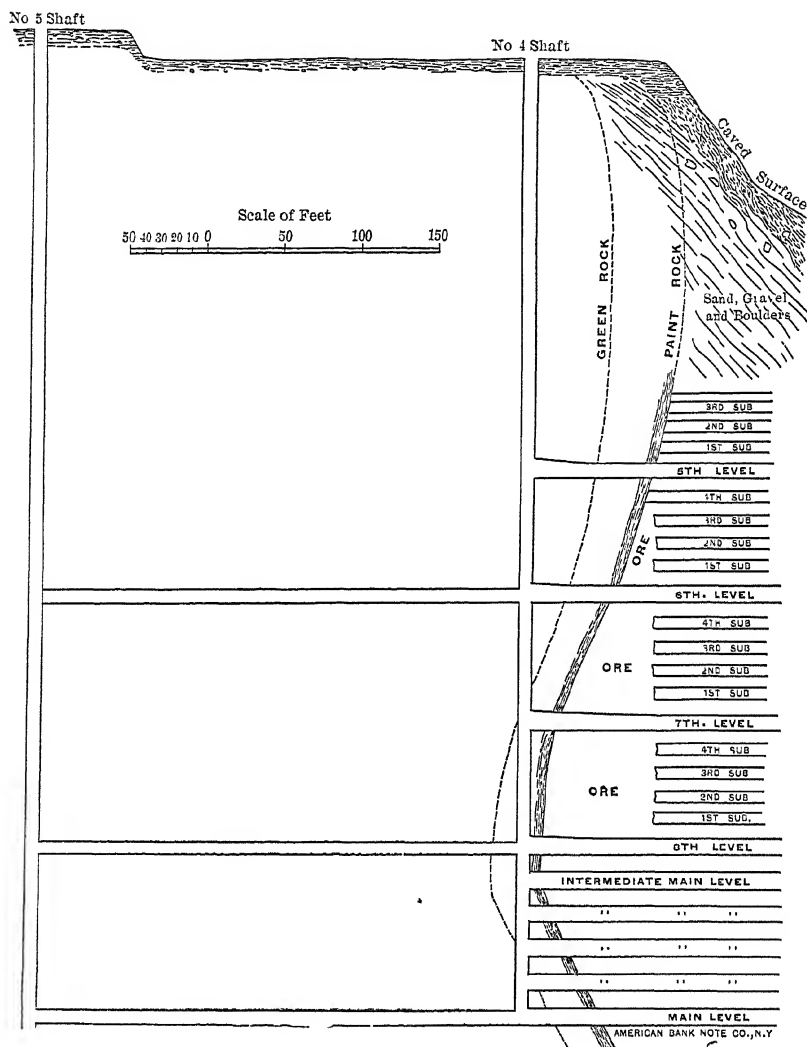 No 5 Shaft
No 4 Shaft
Caved Surface
Scale of Feet
50 40 30 20 10 0 50 100 150
GREEN ROCK
PAINT ROCK
Sand, Gravel
and Boulders
3RD SUB
2ND SUB
1ST SUB
5TH LEVEL
4TH SUB
3RD SUB
ORE
2ND SUB
1ST SUB
6TH. LEVEL
4TH SUB
3RD SUB
ORE
2ND SUB
1ST SUB
7TH. LEVEL
4TH SUB
3RD SUB
ORE
2ND SUB
1ST SUB.
8TH LEVEL
INTERMEDIATE MAIN LEVEL
" " "
" " "
" " "
MAIN LEVEL
AMERICAN BANK NOTE CO., N.Y